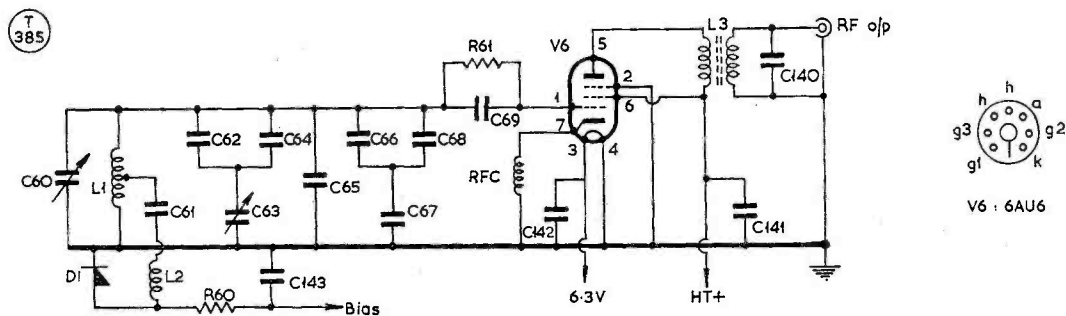 T
385
R61
V6
5
L3
RF o/p
2
6
1
7
3
4
C69
C140
C62
C64
C66
C68
C60
L1
C61
C63
C65
C67
RFC
C142
C141
D1
L2
R60
C143
Bias
6·3V
HT+
h
h
a
g3
g2
g1
k
V6 : 6AU6